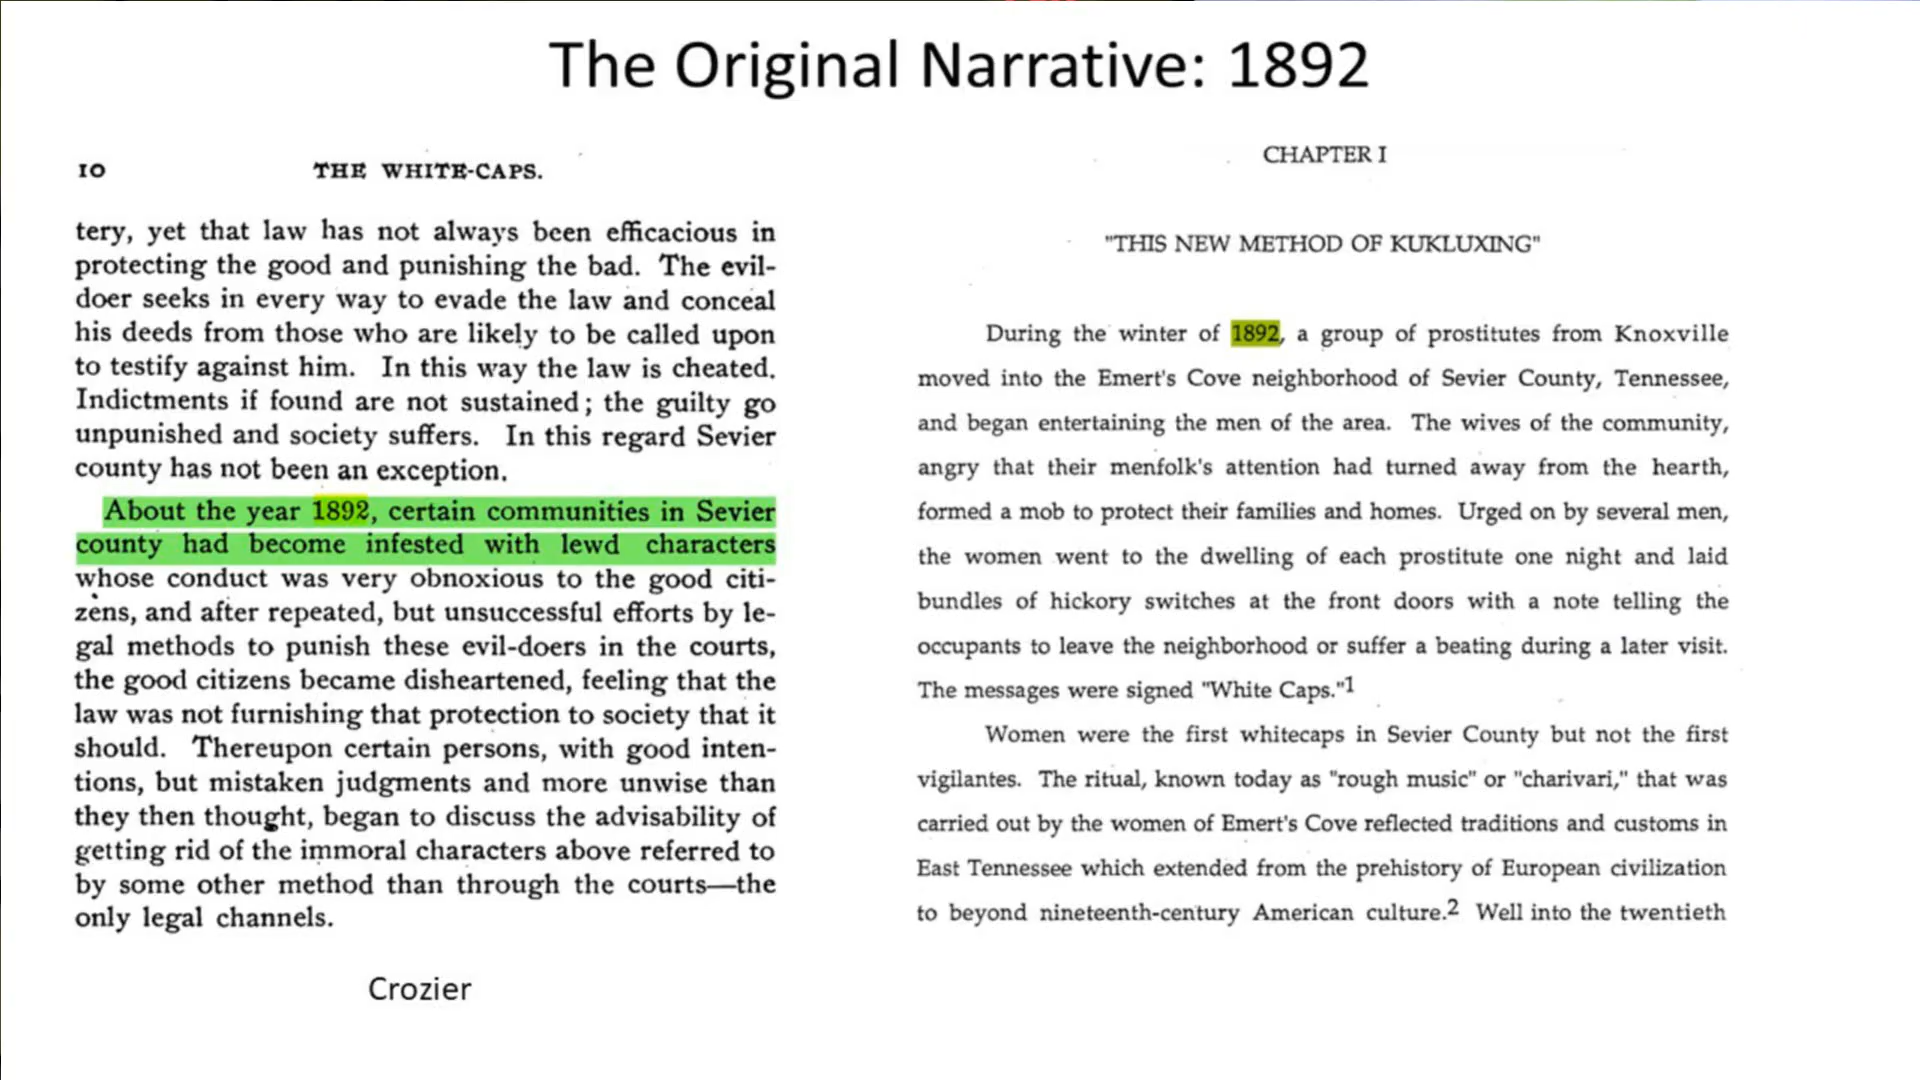 The Original Narrative: 1892
10 THE WHITE-CAPS.
tery, yet that law has not always been efficacious in
protecting the good and punishing the bad. The evil-
doer seeks in every way to evade the law and conceal
his deeds from those who are likely to be called upon
to testify against him. In this way the law is cheated.
Indictments if found are not sustained; the guilty go
unpunished and society suffers. In this regard Sevier
county has not been an exception.
About the year 1892, certain communities in Sevier
county had become infested with lewd characters
whose conduct was very obnoxious to the good citi-
zens, and after repeated, but unsuccessful efforts by le-
gal methods to punish these evil-doers in the courts,
the good citizens became disheartened, feeling that the
law was not furnishing that protection to society that it
should. Thereupon certain persons, with good inten-
tions, but mistaken judgments and more unwise than
they then thought, began to discuss the advisability of
getting rid of the immoral characters above referred to
by some other method than through the courts—the
only legal channels.
Crozier
CHAPTER I
"THIS NEW METHOD OF KUKLUXING"
During the winter of 1892, a group of prostitutes from Knoxville
moved into the Emert's Cove neighborhood of Sevier County, Tennessee,
and began entertaining the men of the area. The wives of the community,
angry that their menfolk's attention had turned away from the hearth,
formed a mob to protect their families and homes. Urged on by several men,
the women went to the dwelling of each prostitute one night and laid
bundles of hickory switches at the front doors with a note telling the
occupants to leave the neighborhood or suffer a beating during a later visit.
The messages were signed "White Caps."1
Women were the first whitecaps in Sevier County but not the first
vigilantes. The ritual, known today as "rough music" or "charivari," that was
carried out by the women of Emert's Cove reflected traditions and customs in
East Tennessee which extended from the prehistory of European civilization
to beyond nineteenth-century American culture.2 Well into the twentieth